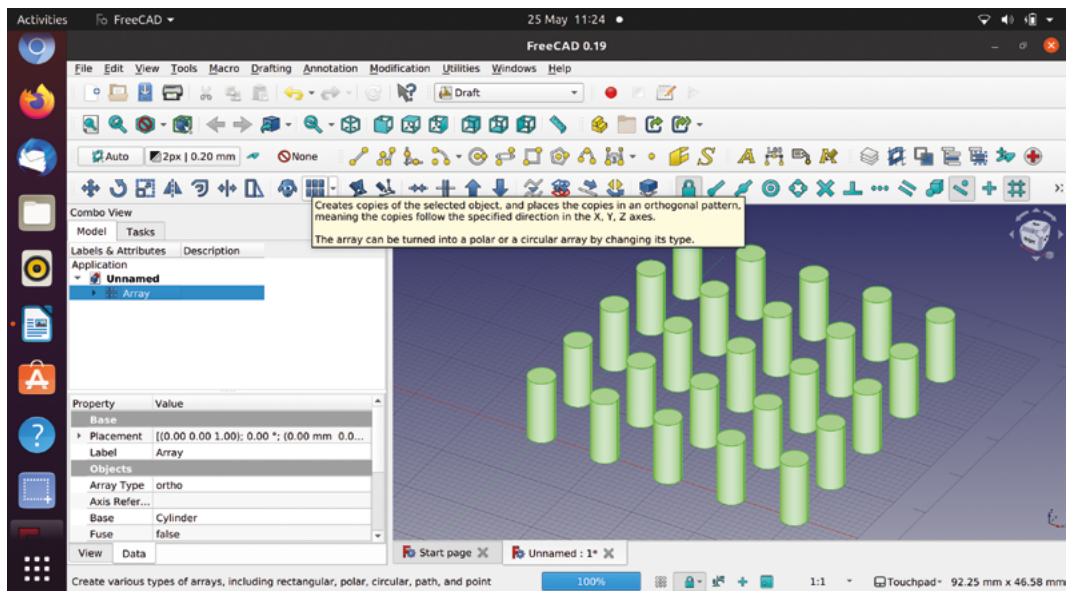 Activities FreeCAD 25 May 11:24
FreeCAD 0.19
File Edit View Tools Macro Drafting Annotation Modification Utilities Windows Help
Draft
Auto 2px | 0.20 mm None
Combo View
Model Tasks
Labels & Attributes Description
Application
Unnamed
Array
Creates copies of the selected object, and places the copies in an orthogonal pattern,
meaning the copies follow the specified direction in the X, Y, Z axes.
The array can be turned into a polar or a circular array by changing its type.
Property Value
Base
Placement [(0.00 0.00 1.00); 0.00 °; (0.00 mm 0.0...
Label Array
Objects
Array Type ortho
Axis Refer...
Base Cylinder
Fuse false
View Data
Start page Unnamed : 1*
Create various types of arrays, including rectangular, polar, circular, path, and point 100% 1:1 Touchpad 92.25 mm x 46.58 mm